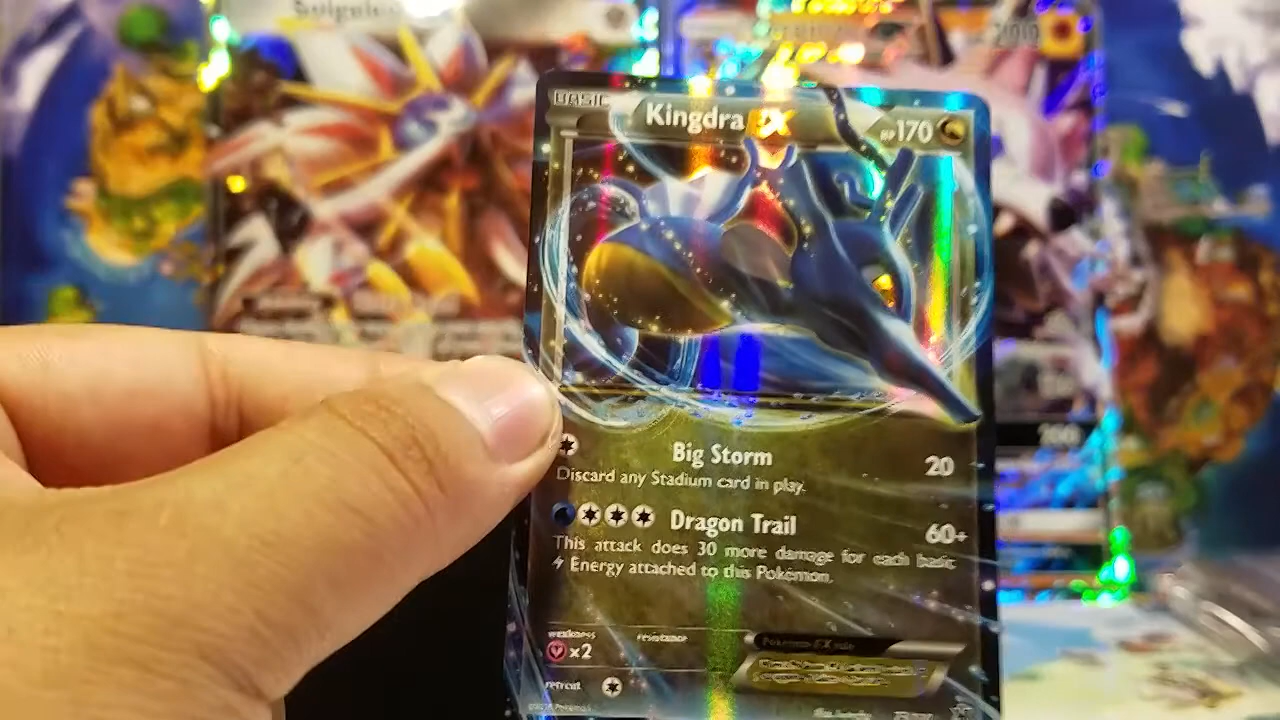 Solgaleo
BASIC
Kingdra EX
HP170
Big Storm 20
Discard any Stadium card in play.
Dragon Trail 60+
This attack does 30 more damage for each basic
Energy attached to this Pokémon.
weakness resistance
x2
Pokémon-EX rule
retreat
200